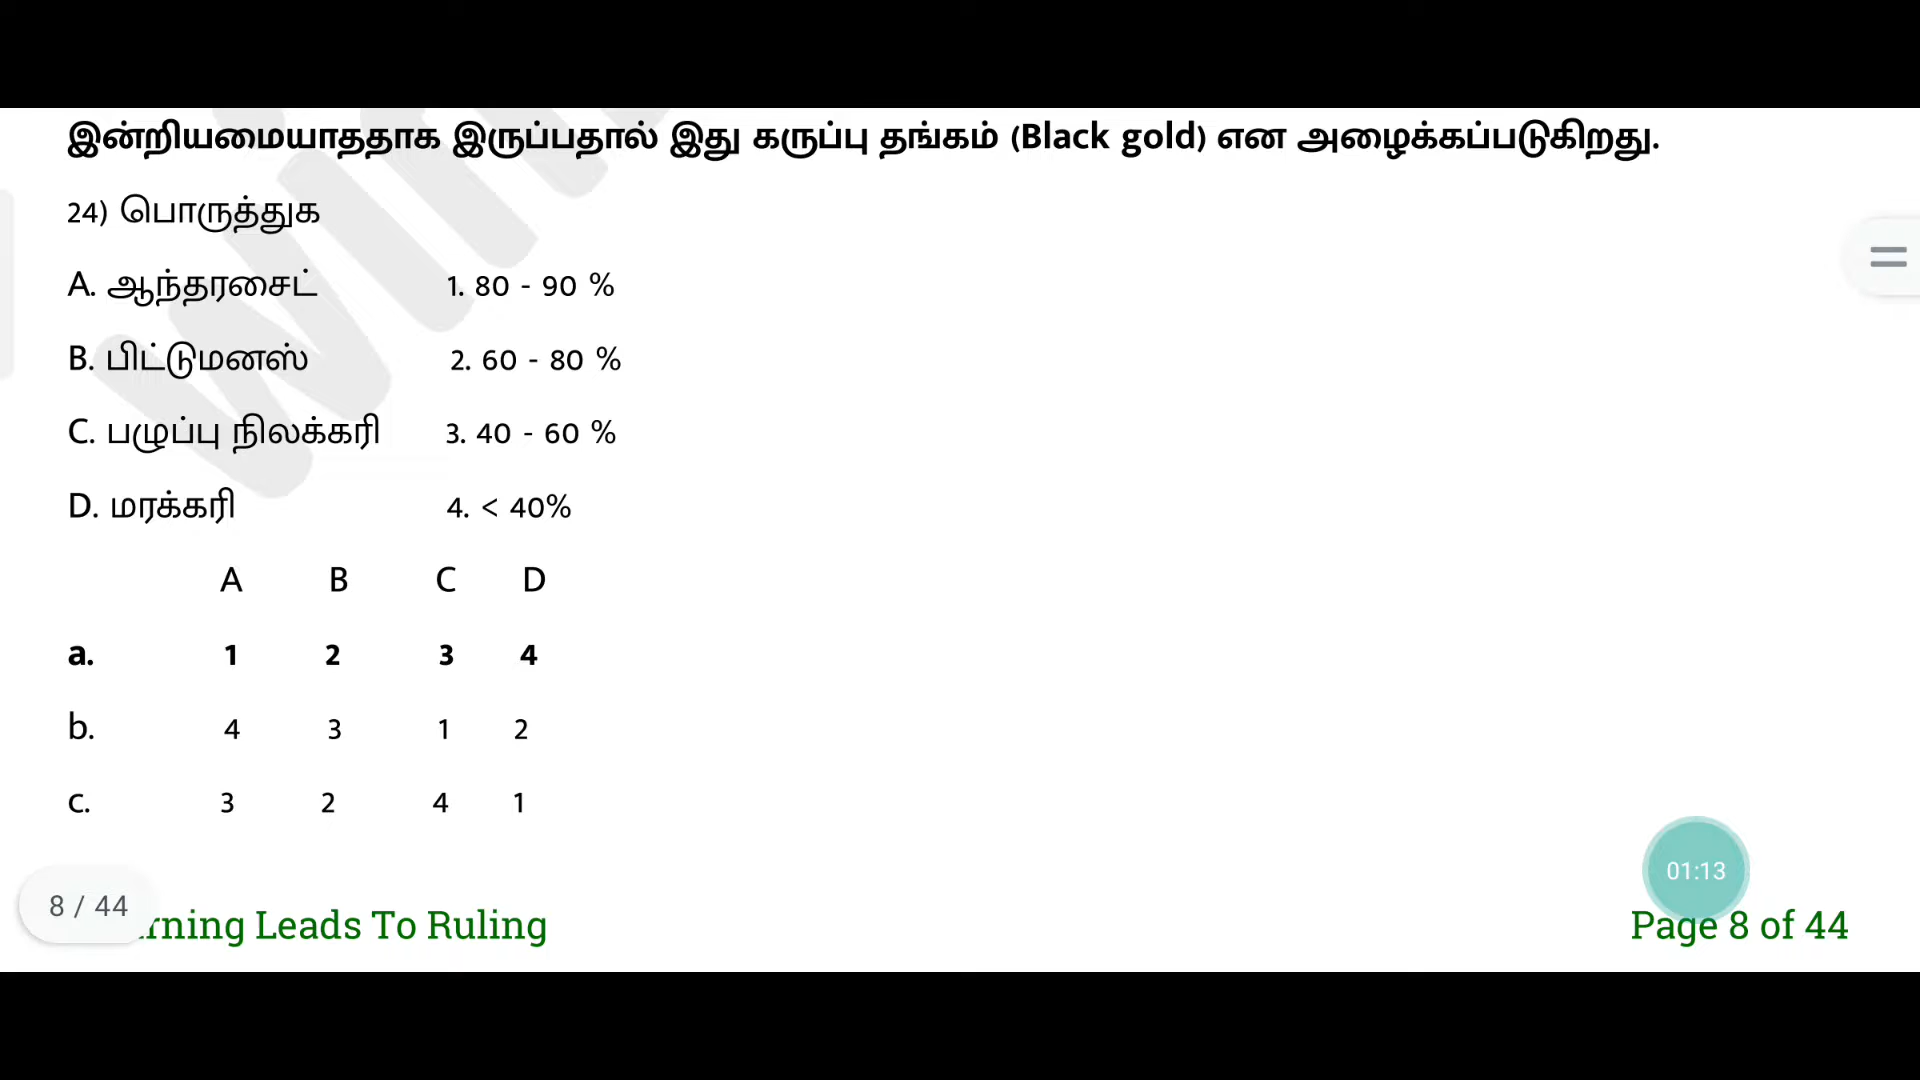 இன்றியமையாததாக இருப்பதால் இது கருப்பு தங்கம் (Black gold) என அழைக்கப்படுகிறது.
24) பொருத்துக
A. ஆந்தரசைட் 1. 80 - 90 %
B. பிட்டுமனஸ் 2. 60 - 80 %
C. பழுப்பு நிலக்கரி 3. 40 - 60 %
D. மரக்கரி 4. < 40%
A B C D
a. 1 2 3 4
b. 4 3 1 2
c. 3 2 4 1
01:13
8 / 44
rning Leads To Ruling Page 8 of 44